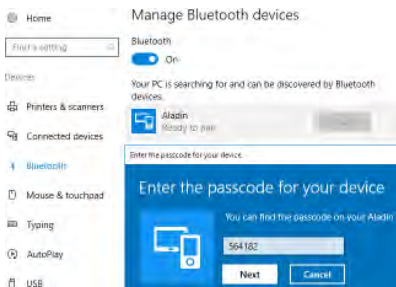 Home
Find a setting
Devices
Printers & scanners
Connected devices
Bluetooth
Mouse & touchpad
Typing
AutoPlay
USB
Manage Bluetooth devices
Bluetooth
On
Your PC is searching for and can be discovered by Bluetooth
devices.
Aladin
Ready to pair
Enter the passcode for your device
Enter the passcode for your device
You can find the passcode on your Aladin
564182
Next
Cancel